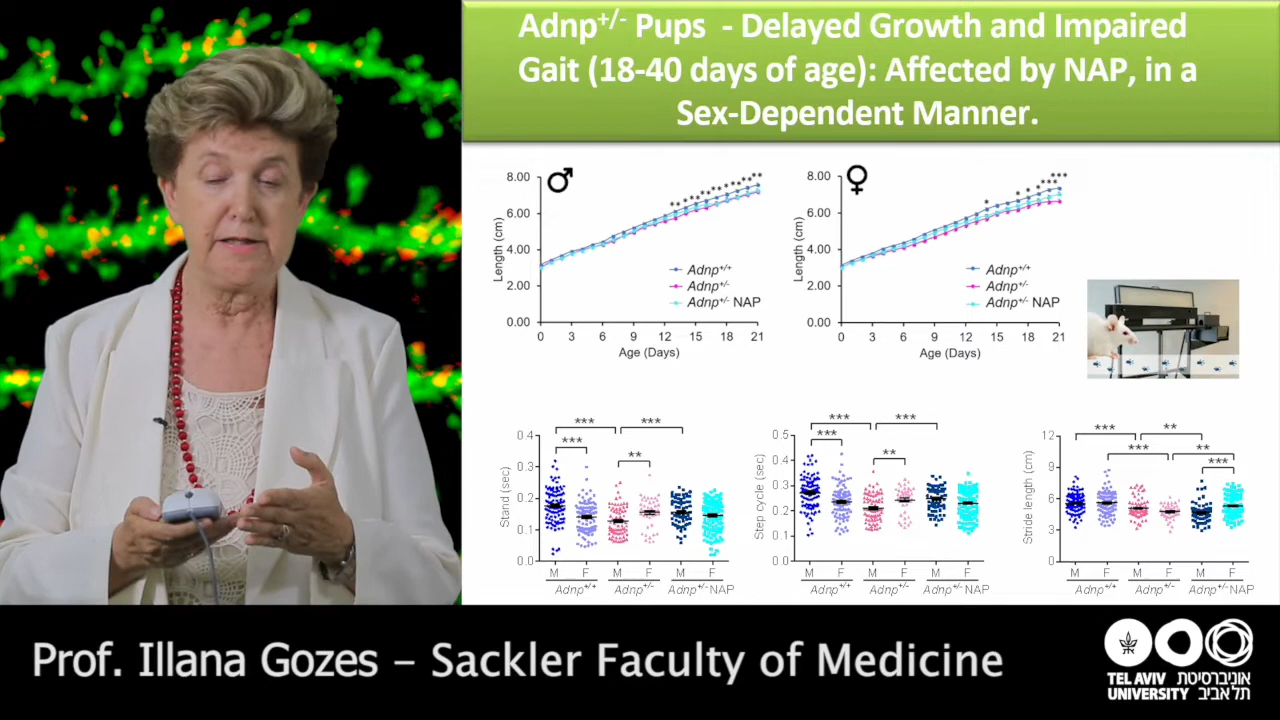 Adnp+/- Pups - Delayed Growth and Impaired
Gait (18-40 days of age): Affected by NAP, in a
Sex-Dependent Manner.
♂
8.00
6.00
4.00
2.00
0.00
Length (cm)
** ** ** ** ** **
Adnp+/+
Adnp+/-
Adnp+/- NAP
0 3 6 9 12 15 18 21
Age (Days)
♀
8.00
6.00
4.00
2.00
0.00
Length (cm)
Adnp+/+
Adnp+/-
Adnp+/- NAP
0 3 6 9 12 15 18 21
Age (Days)
0.4
0.3
0.2
0.1
0.0
Stand (sec)
*** ***
***
**
M F M F M F
Adnp+/+ Adnp+/- Adnp+/- NAP
0.5
0.4
0.3
0.2
0.1
0.0
Step cycle (sec)
*** ***
***
**
M F M F M F
Adnp+/+ Adnp+/- Adnp+/- NAP
12
9
6
3
0
Stride length (cm)
*** **
*** **
***
M F M F M F
Adnp+/+ Adnp+/- Adnp+/- NAP
Prof. Illana Gozes – Sackler Faculty of Medicine
TEL AVIV אוניברסיטת
UNIVERSITY תל אביב